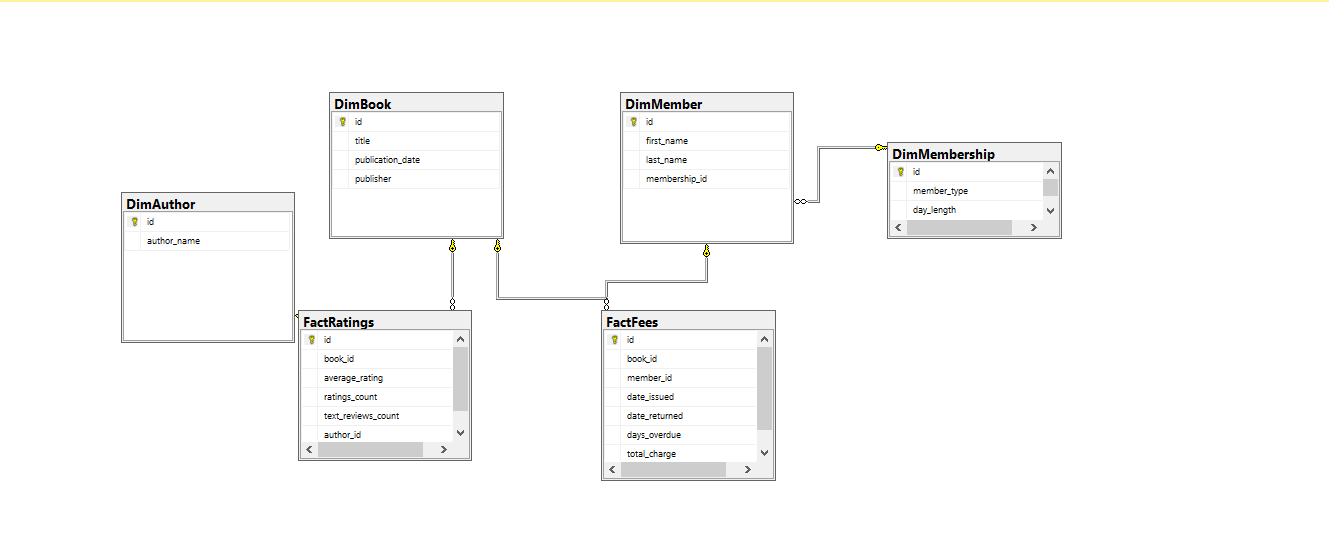 DimBook
id
title
publication_date
publisher
DimMember
id
first_name
last_name
membership_id
DimMembership
id
member_type
day_length
DimAuthor
id
author_name
FactRatings
id
book_id
average_rating
ratings_count
text_reviews_count
author_id
FactFees
id
book_id
member_id
date_issued
date_returned
days_overdue
total_charge